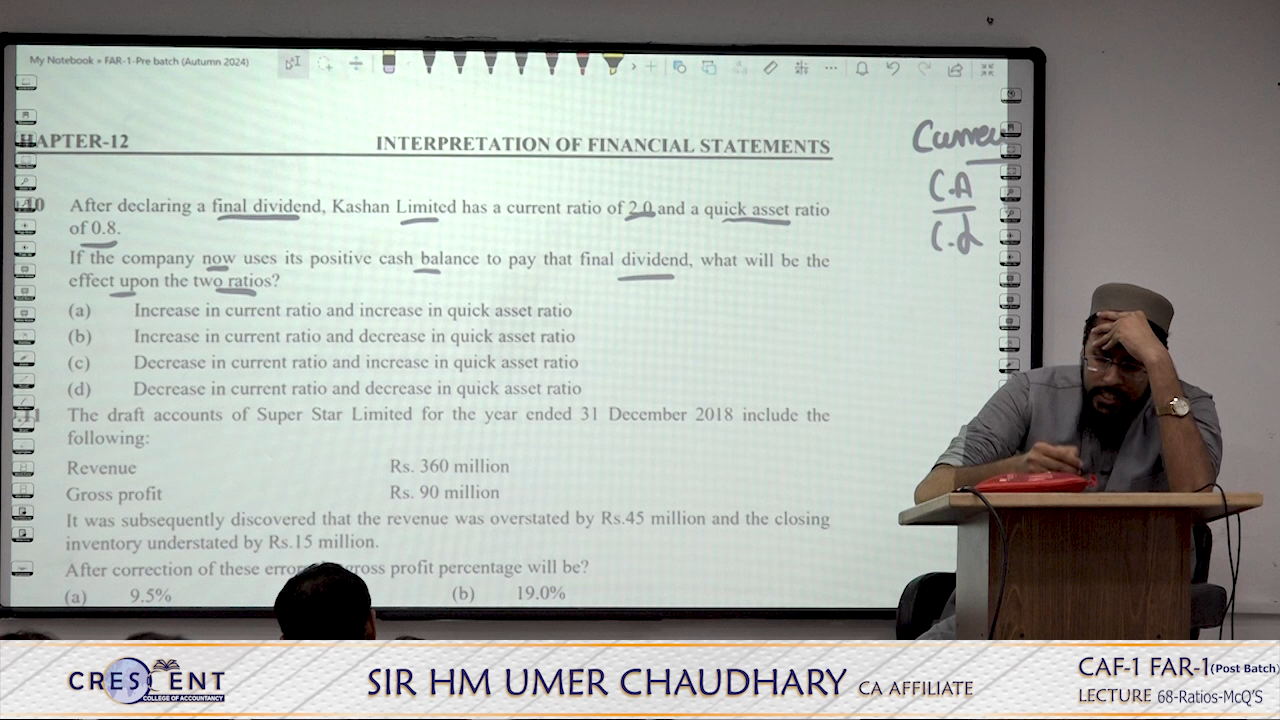 My Notebook » FAR-1-Pre batch (Autumn 2024)
HAPTER-12
INTERPRETATION OF FINANCIAL STATEMENTS
.10 After declaring a final dividend, Kashan Limited has a current ratio of 2.0 and a quick asset ratio
of 0.8.
If the company now uses its positive cash balance to pay that final dividend, what will be the
effect upon the two ratios?
(a) Increase in current ratio and increase in quick asset ratio
(b) Increase in current ratio and decrease in quick asset ratio
(c) Decrease in current ratio and increase in quick asset ratio
(d) Decrease in current ratio and decrease in quick asset ratio
.11 The draft accounts of Super Star Limited for the year ended 31 December 2018 include the
following:
Revenue Rs. 360 million
Gross profit Rs. 90 million
It was subsequently discovered that the revenue was overstated by Rs.45 million and the closing
inventory understated by Rs.15 million.
After correction of these error gross profit percentage will be?
(a) 9.5% (b) 19.0%
C.A
C.L
CRESCENT
COLLEGE OF ACCOUNTANCY
SIR HM UMER CHAUDHARY CA AFFILIATE
CAF-1 FAR-1(Post Batch)
LECTURE 68-Ratios-McQ'S